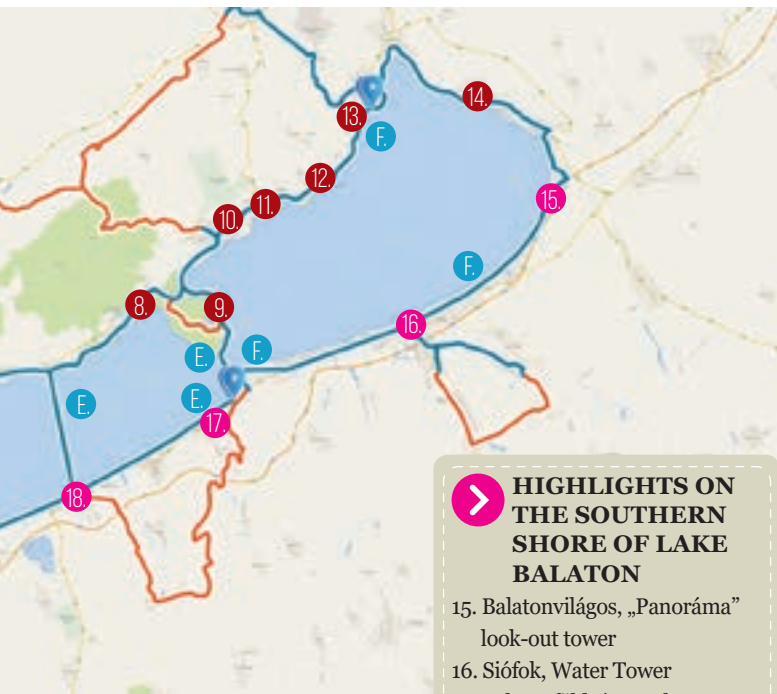 14.
13.
F.
12.
15.
11.
10.
F.
8.
9.
16.
E.
F.
E.
E.
17.
18.
HIGHLIGHTS ON
THE SOUTHERN
SHORE OF LAKE
BALATON
15. Balatonvilágos, „Panoráma”
look-out tower
16. Siófok, Water Tower